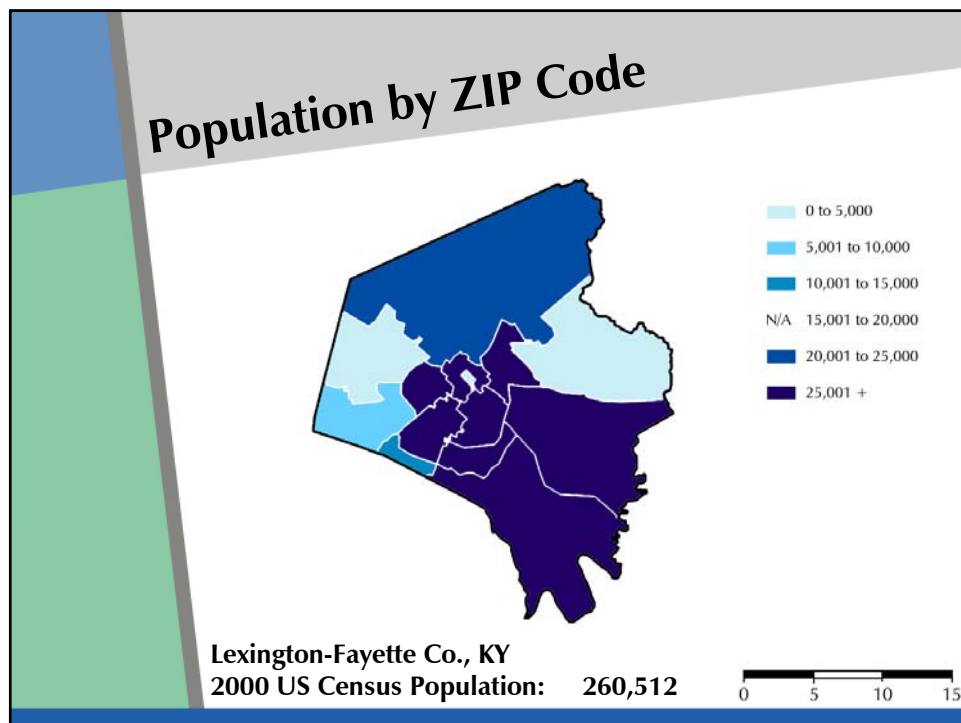 Population by ZIP Code
0 to 5,000
5,001 to 10,000
10,001 to 15,000
N/A 15,001 to 20,000
20,001 to 25,000
25,001 +
Lexington-Fayette Co., KY
2000 US Census Population: 260,512
0 5 10 15